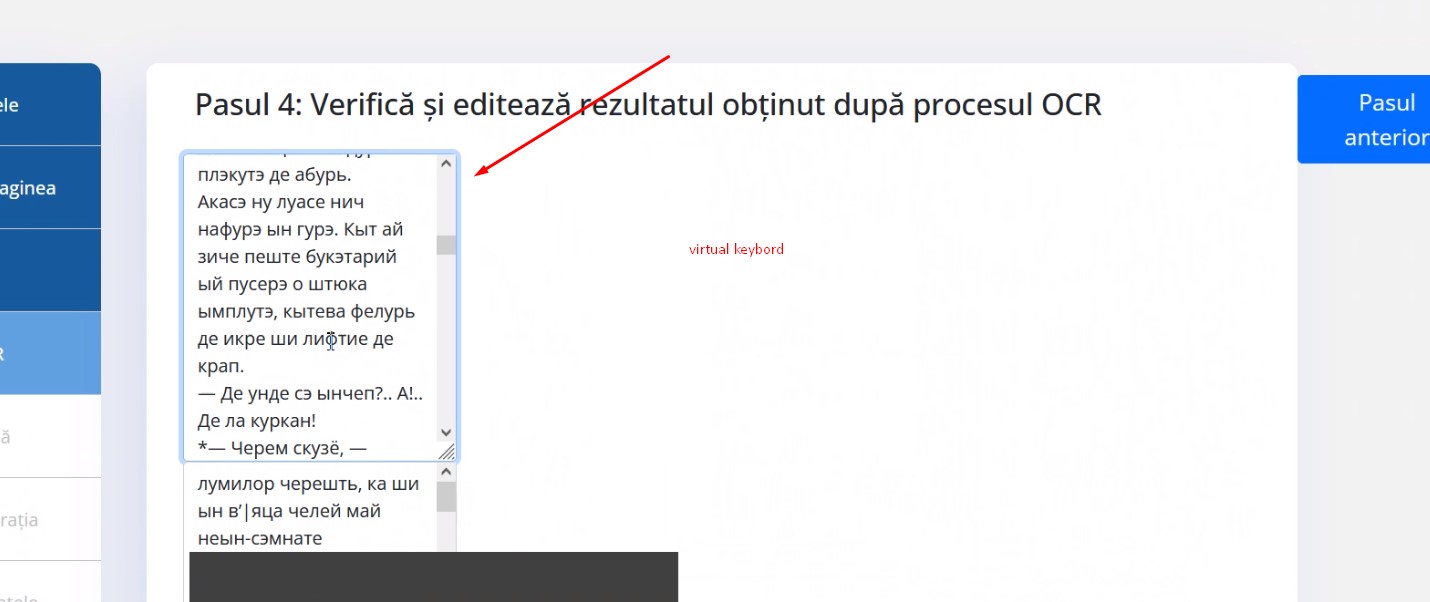 Pasul 4: Verifică și editează rezultatul obținut după procesul OCR
Pasul
anterior
ele
aginea
R
ă
rația
плэкутэ де абурь.
Акасэ ну луасе нич
нафурэ ын гурэ. Кыт ай
зиче пеште букэтарий
ый пусерэ о штюка
ымплутэ, кытева фелурь
де икре ши лифтие де
крап.
— Де унде сэ ынчеп?.. А!..
Де ла куркан!
*— Черем скузё, —
лумилор черешть, ка ши
ын в’|яца челей май
неын-сэмнате
virtual keybord